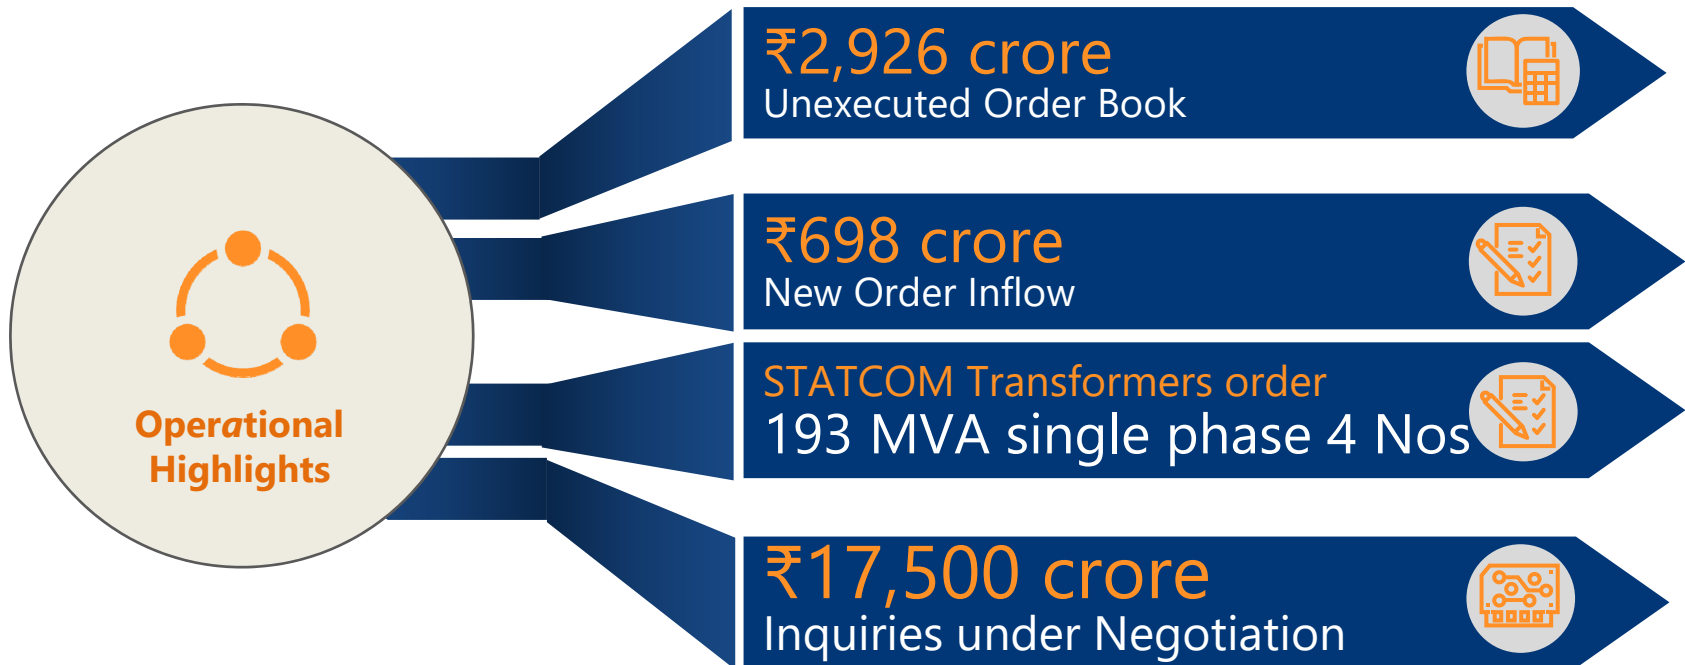 Operational
Highlights
₹2,926 crore
Unexecuted Order Book
₹698 crore
New Order Inflow
STATCOM Transformers order
193 MVA single phase 4 Nos
₹17,500 crore
Inquiries under Negotiation